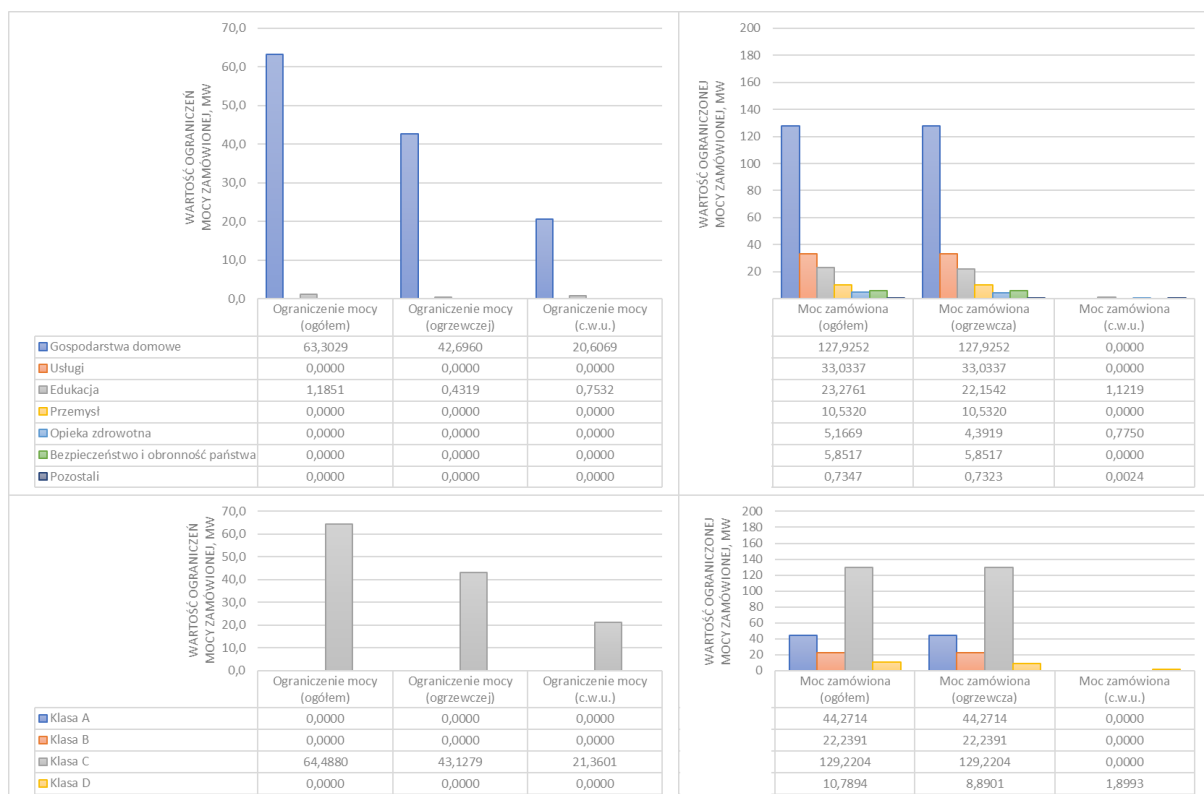 WARTOŚĆ OGRANICZEŃ
MOCY ZAMÓWIONEJ, MW
70,0
60,0
50,0
40,0
30,0
20,0
10,0
0,0
Ograniczenie mocy (ogółem) Ograniczenie mocy (ogrzewczej) Ograniczenie mocy (c.w.u.)
Gospodarstwa domowe 63,3029 42,6960 20,6069
Usługi 0,0000 0,0000 0,0000
Edukacja 1,1851 0,4319 0,7532
Przemysł 0,0000 0,0000 0,0000
Opieka zdrowotna 0,0000 0,0000 0,0000
Bezpieczeństwo i obronność państwa 0,0000 0,0000 0,0000
Pozostali 0,0000 0,0000 0,0000
WARTOŚĆ OGRANICZONEJ
MOCY ZAMÓWIONEJ, MW
200
180
160
140
120
100
80
60
40
20
Moc zamówiona (ogółem) Moc zamówiona (ogrzewcza) Moc zamówiona (c.w.u.)
127,9252 127,9252 0,0000
33,0337 33,0337 0,0000
23,2761 22,1542 1,1219
10,5320 10,5320 0,0000
5,1669 4,3919 0,7750
5,8517 5,8517 0,0000
0,7347 0,7323 0,0024
WARTOŚĆ OGRANICZEŃ
MOCY ZAMÓWIONEJ, MW
70,0
60,0
50,0
40,0
30,0
20,0
10,0
0,0
Ograniczenie mocy (ogółem) Ograniczenie mocy (ogrzewczej) Ograniczenie mocy (c.w.u.)
Klasa A 0,0000 0,0000 0,0000
Klasa B 0,0000 0,0000 0,0000
Klasa C 64,4880 43,1279 21,3601
Klasa D 0,0000 0,0000 0,0000
WARTOŚĆ OGRANICZONEJ
MOCY ZAMÓWIONEJ, MW
200
180
160
140
120
100
80
60
40
20
0
Moc zamówiona (ogółem) Moc zamówiona (ogrzewcza) Moc zamówiona (c.w.u.)
44,2714 44,2714 0,0000
22,2391 22,2391 0,0000
129,2204 129,2204 0,0000
10,7894 8,8901 1,8993